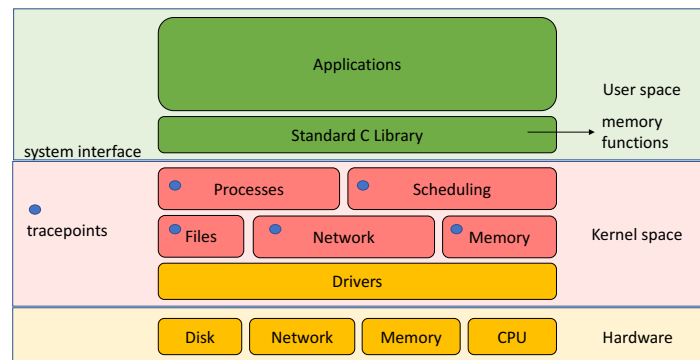 Applications
User space
Standard C Library
memory
functions
system interface
Processes
Scheduling
tracepoints
Files
Network
Memory
Kernel space
Drivers
Disk
Network
Memory
CPU
Hardware